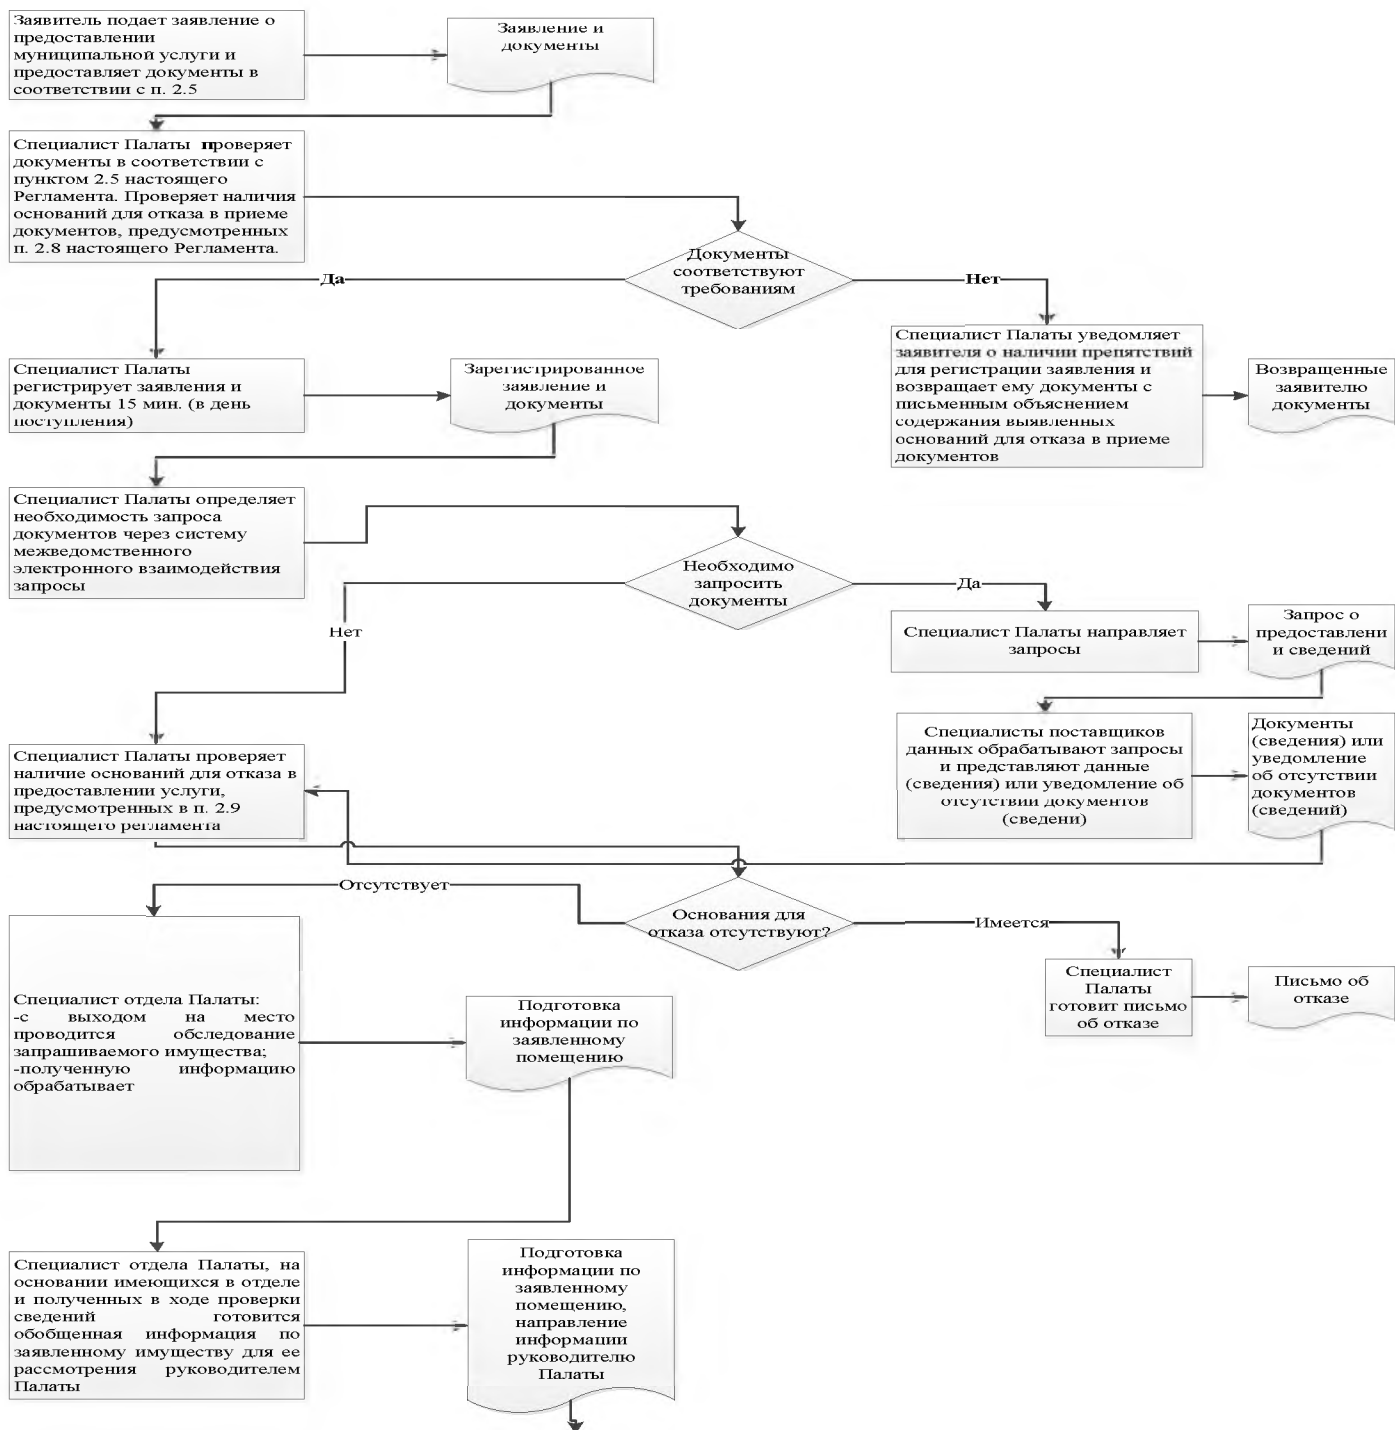 Заявитель подает заявление о
предоставлении
муниципальной услуги и
предоставляет документы в
соответствии с п. 2.5
Заявление и
документы
Специалист Палаты проверяет
документы в соответствии с
пунктом 2.5 настоящего
Регламента. Проверяет наличия
оснований для отказа в приеме
документов, предусмотренных
п. 2.8 настоящего Регламента.
Документы
соответствуют
требованиям
Да
Нет
Специалист Палаты
регистрирует заявления и
документы 15 мин. (в день
поступления)
Зарегистрированное
заявление и
документы
Специалист Палаты уведомляет
заявителя о наличии препятствий
для регистрации заявления и
возвращает ему документы с
письменным объяснением
содержания выявленных
оснований для отказа в приеме
документов
Возвращенные
заявителю
документы
Специалист Палаты определяет
необходимость запроса
документов через систему
межведомственного
электронного взаимодействия
запросы
Необходимо
запросить
документы
Нет
Да
Специалист Палаты направляет
запросы
Запрос о
предоставлени
и сведений
Специалисты поставщиков
данных обрабатывают запросы
и представляют данные
(сведения) или уведомление об
отсутствии документов
(сведени)
Документы
(сведения) или
уведомление
об отсутствии
документов
(сведений)
Специалист Палаты проверяет
наличие оснований для отказа в
предоставлении услуги,
предусмотренных в п. 2.9
настоящего регламента
Основания для
отказа отсутствуют?
Отсутствует
Имеется
Специалист
Палаты
готовит письмо
об отказе
Письмо об
отказе
Специалист отдела Палаты:
-с выходом на место
проводится обследование
запрашиваемого имущества;
-полученную информацию
обрабатывает
Подготовка
информации по
заявленному
помещению
Специалист отдела Палаты, на
основании имеющихся в отделе
и полученных в ходе проверки
сведений готовится
обобщенная информация по
заявленному имуществу для ее
рассмотрения руководителем
Палаты
Подготовка
информации по
заявленному
помещению,
направление
информации
руководителю
Палаты